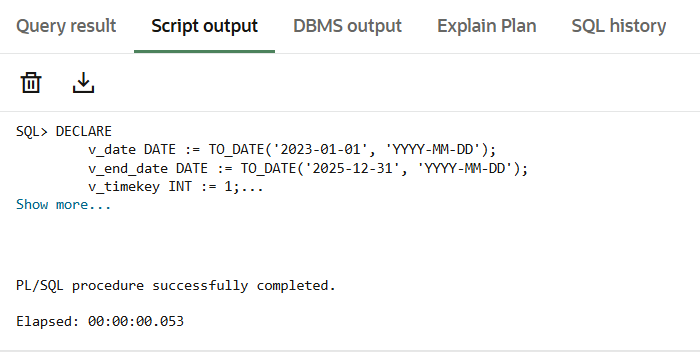 Query result Script output DBMS output Explain Plan SQL history
SQL> DECLARE
v_date DATE := TO_DATE('2023-01-01', 'YYYY-MM-DD');
v_end_date DATE := TO_DATE('2025-12-31', 'YYYY-MM-DD');
v_timekey INT := 1;...
Show more...
PL/SQL procedure successfully completed.
Elapsed: 00:00:00.053